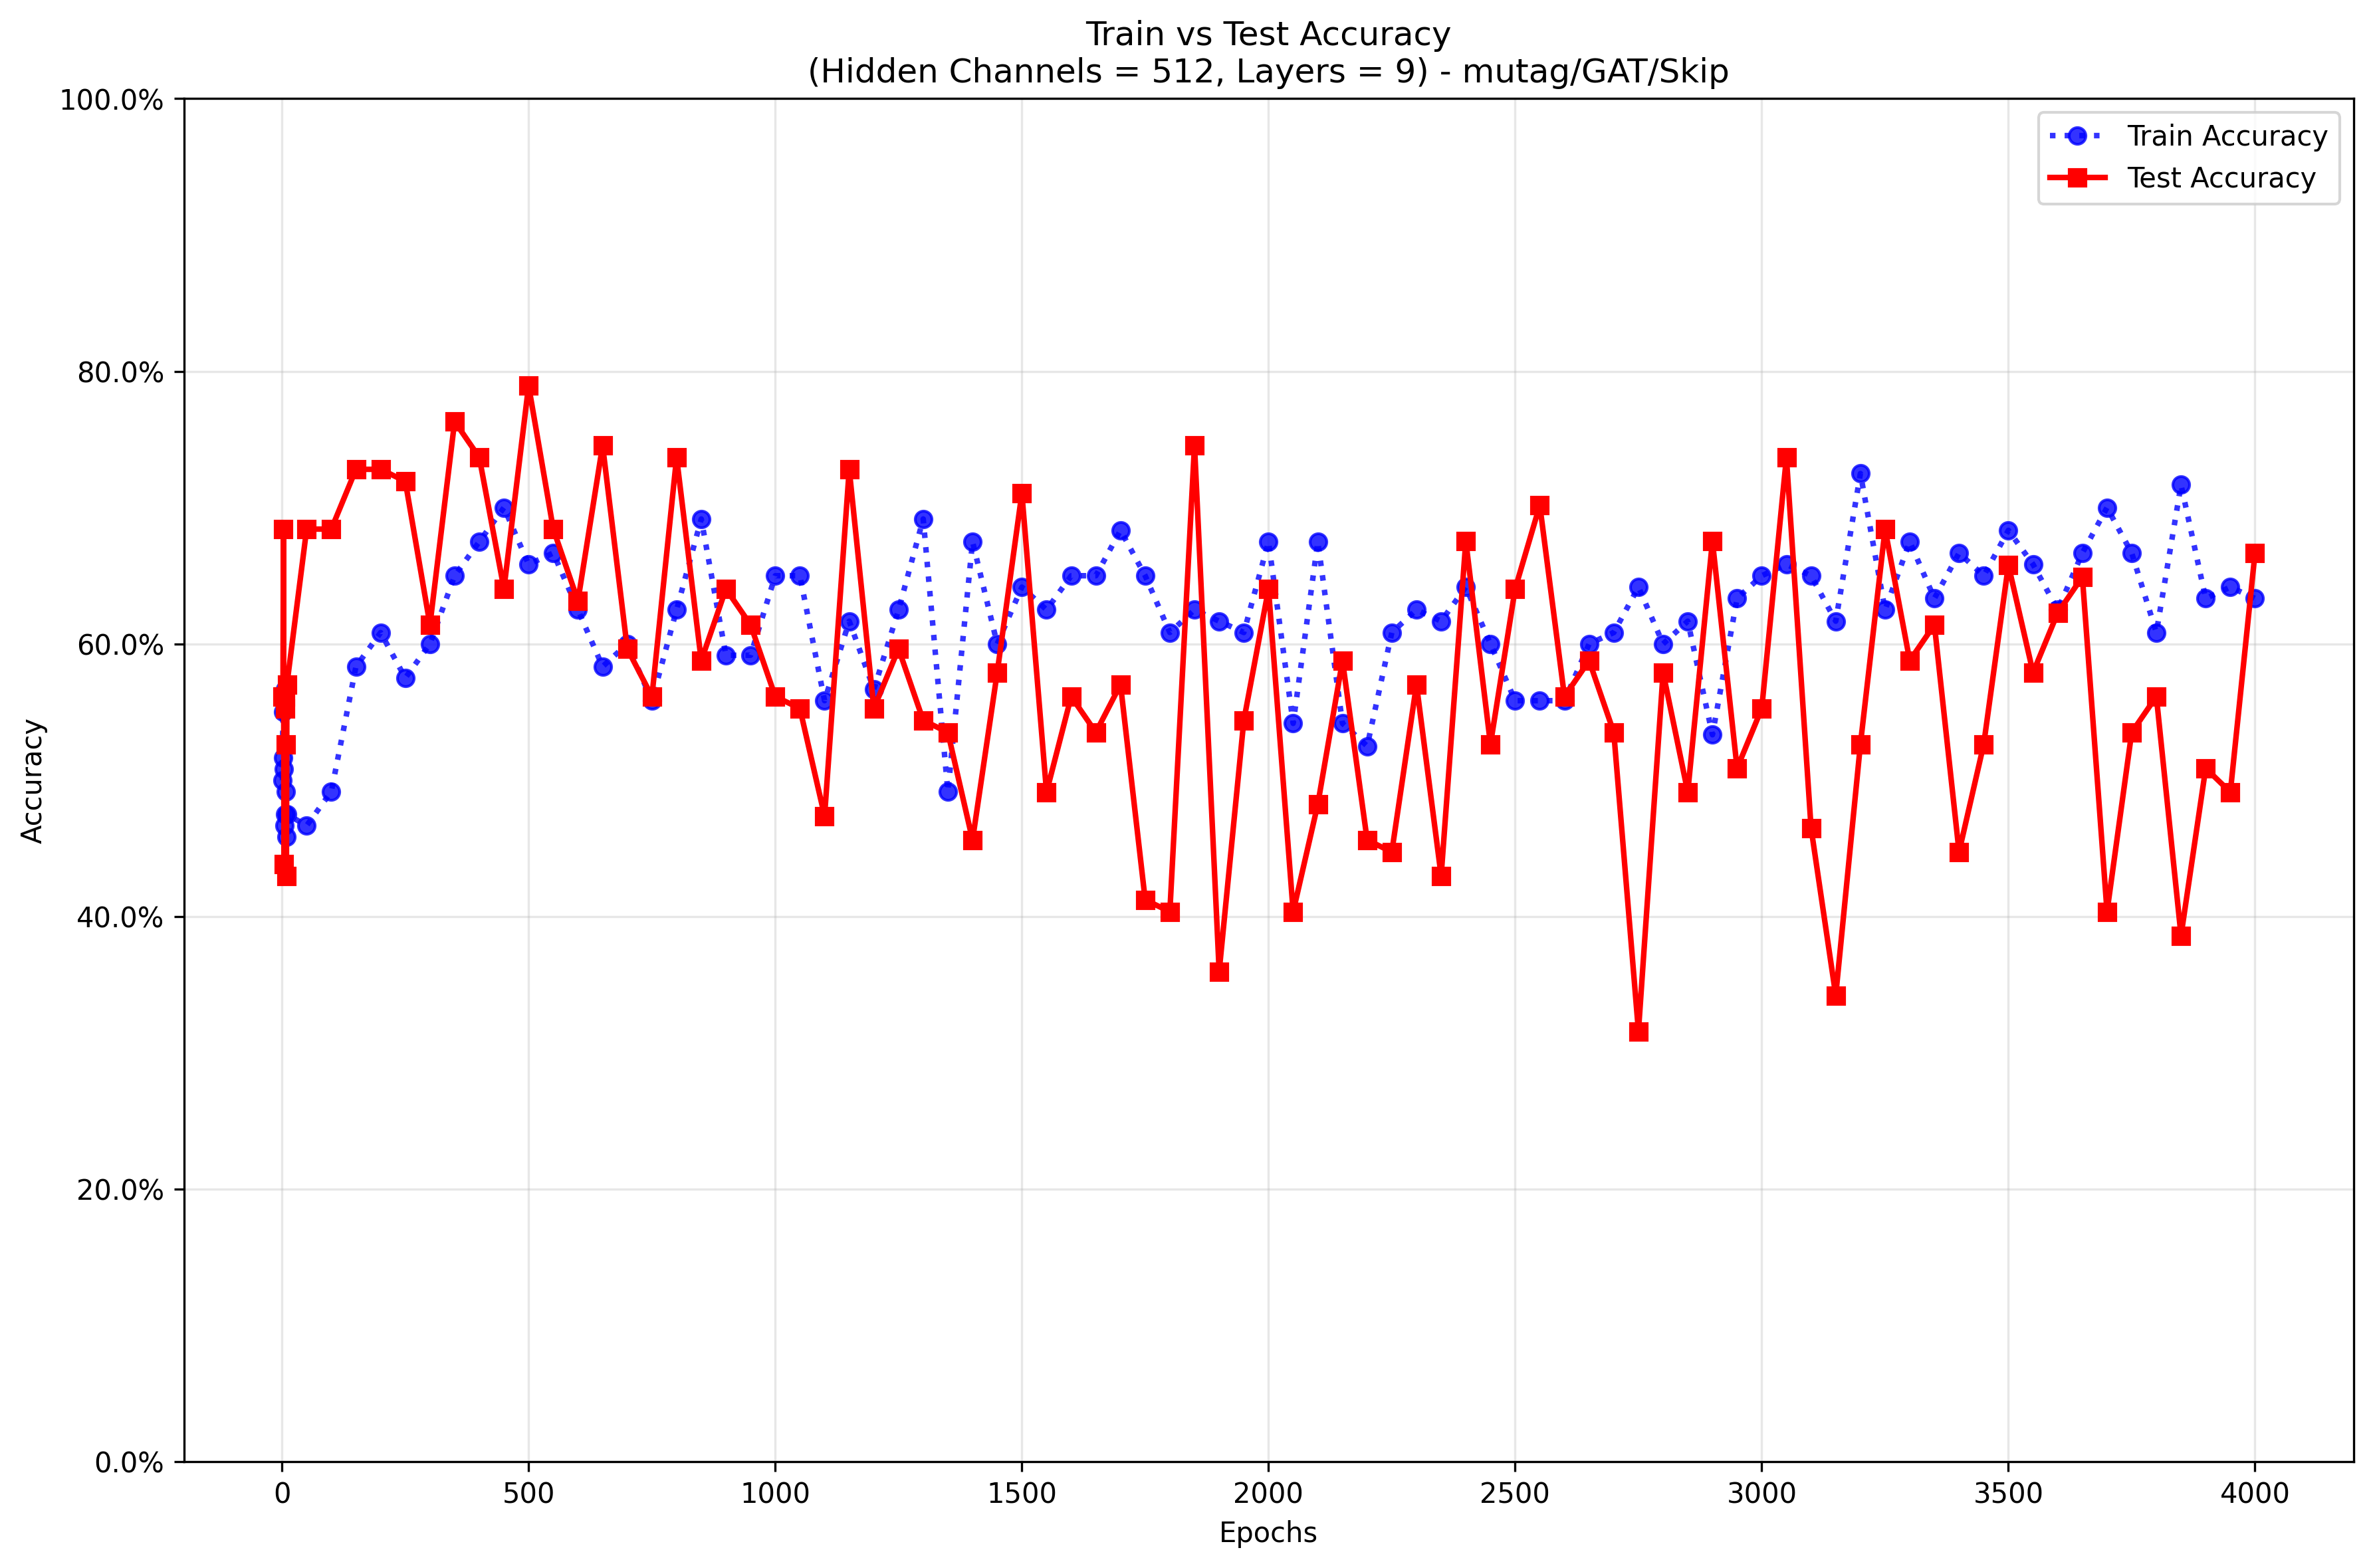 Train vs Test Accuracy
(Hidden Channels = 512, Layers = 9) - mutag/GAT/Skip
Train Accuracy
Test Accuracy
Accuracy
100.0%
80.0%
60.0%
40.0%
20.0%
0.0%
0 500 1000 1500 2000 2500 3000 3500 4000
Epochs